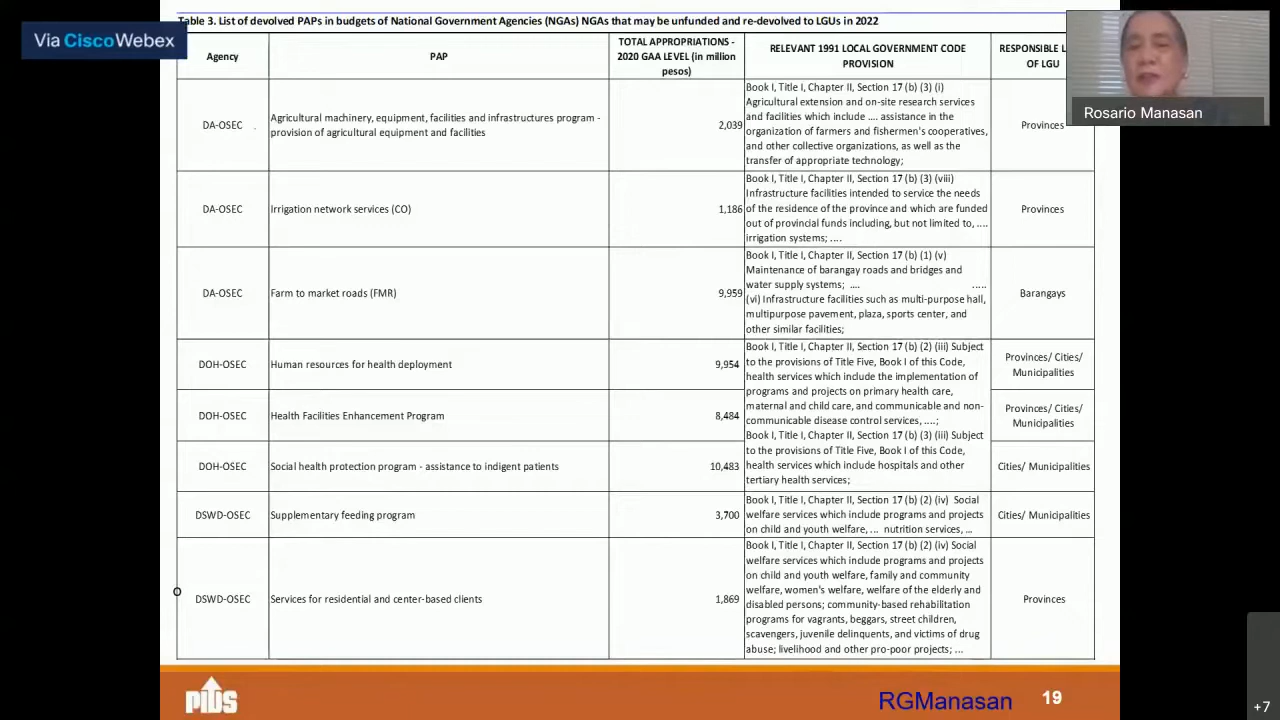 Table 3. List of devolved PAPs in budgets of National Government Agencies (NGAs) NGAs that may be unfunded and re-devolved to LGUs in 2022
Via CiscoWebex
Agency
PAP
TOTAL APPROPRIATIONS -
2020 GAA LEVEL (in million
pesos)
RELEVANT 1991 LOCAL GOVERNMENT CODE
PROVISION
RESPONSIBLE
OF LGU
DA-OSEC
Agricultural machinery, equipment, facilities and infrastructures program -
provision of agricultural equipment and facilities
2,039
Book I, Title I, Chapter II, Section 17 (b) (3) (i)
Agricultural extension and on-site research services
and facilities which include .... assistance in the
organization of farmers and fishermen's cooperatives,
and other collective organizations, as well as the
transfer of appropriate technology;
Provinces
Rosario Manasan
DA-OSEC
Irrigation network services (CO)
1,186
Book I, Title I, Chapter II, Section 17 (b) (3) (viii)
Infrastructure facilities intended to service the needs
of the residence of the province and which are funded
out of provincial funds including, but not limited to, ....
irrigation systems; ....
Provinces
DA-OSEC
Farm to market roads (FMR)
9,959
Book I, Title I, Chapter II, Section 17 (b) (1) (v)
Maintenance of barangay roads and bridges and
water supply systems; .... .....
(vi) Infrastructure facilities such as multi-purpose hall,
multipurpose pavement, plaza, sports center, and
other similar facilities;
Barangays
DOH-OSEC
Human resources for health deployment
9,954
Book I, Title I, Chapter II, Section 17 (b) (2) (iii) Subject
to the provisions of Title Five, Book I of this Code,
health services which include the implementation of
programs and projects on primary health care,
maternal and child care, and communicable and non-
communicable disease control services, ....;
Book I, Title I, Chapter II, Section 17 (b) (3) (iii) Subject
to the provisions of Title Five, Book I of this Code,
health services which include hospitals and other
tertiary health services;
Provinces/ Cities/
Municipalities
DOH-OSEC
Health Facilities Enhancement Program
8,484
Provinces/ Cities/
Municipalities
DOH-OSEC
Social health protection program - assistance to indigent patients
10,483
Cities/ Municipalities
DSWD-OSEC
Supplementary feeding program
3,700
Book I, Title I, Chapter II, Section 17 (b) (2) (iv) Social
welfare services which include programs and projects
on child and youth welfare, ... nutrition services, ...
Cities/ Municipalities
DSWD-OSEC
Services for residential and center-based clients
1,869
Book I, Title I, Chapter II, Section 17 (b) (2) (iv) Social
welfare services which include programs and projects
on child and youth welfare, family and community
welfare, women's welfare, welfare of the elderly and
disabled persons; community-based rehabilitation
programs for vagrants, beggars, street children,
scavengers, juvenile delinquents, and victims of drug
abuse; livelihood and other pro-poor projects; ...
Provinces
PIDS
RGManasan
19
+7